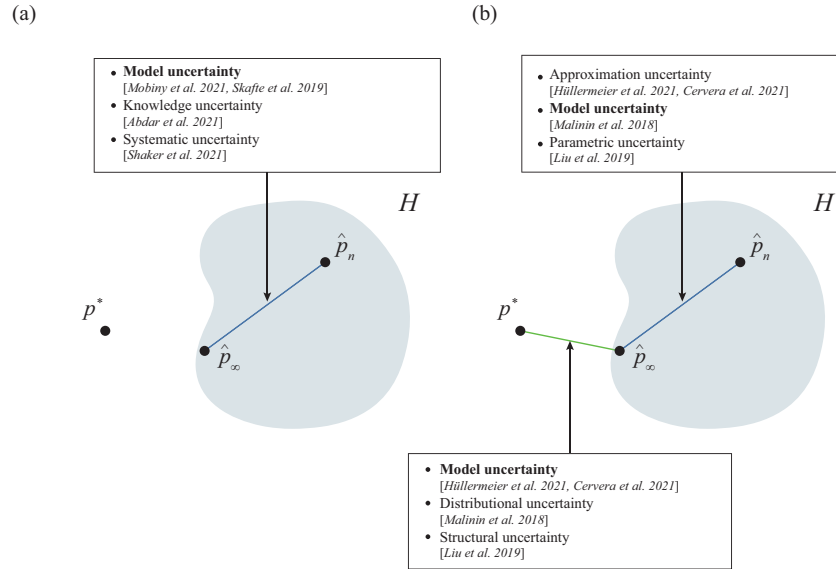 (a)
• Model uncertainty
[Mobiny et al. 2021, Skafte et al. 2019]
• Knowledge uncertainty
[Abdar et al. 2021]
• Systematic uncertainty
[Shaker et al. 2021]
H
p̂ₙ
p*
p̂∞
(b)
• Approximation uncertainty
[Hüllermeier et al. 2021, Cervera et al. 2021]
• Model uncertainty
[Malinin et al. 2018]
• Parametric uncertainty
[Liu et al. 2019]
H
p̂ₙ
p*
p̂∞
• Model uncertainty
[Hüllermeier et al. 2021, Cervera et al. 2021]
• Distributional uncertainty
[Malinin et al. 2018]
• Structural uncertainty
[Liu et al. 2019]